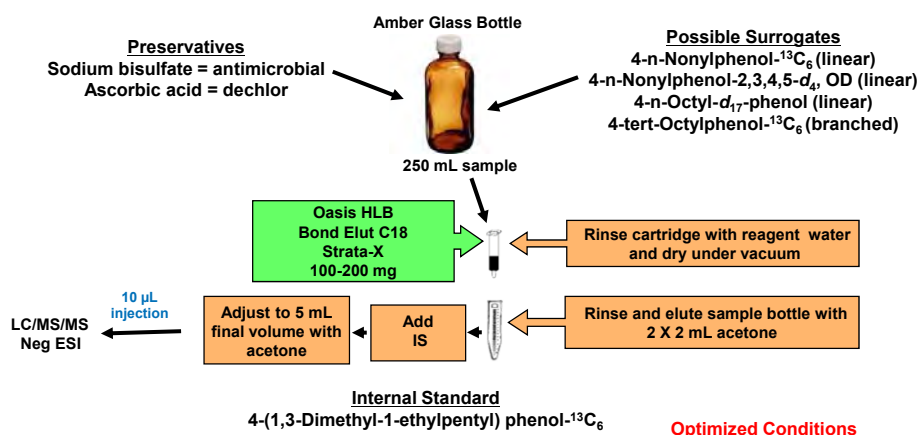 Amber Glass Bottle
Preservatives
Sodium bisulfate = antimicrobial
Ascorbic acid = dechlor
Possible Surrogates
4-n-Nonylphenol-¹³C₆ (linear)
4-n-Nonylphenol-2,3,4,5-d₄, OD (linear)
4-n-Octyl-d₁₇-phenol (linear)
4-tert-Octylphenol-¹³C₆ (branched)
250 mL sample
Oasis HLB
Bond Elut C18
Strata-X
100-200 mg
Rinse cartridge with reagent water
and dry under vacuum
Rinse and elute sample bottle with
2 X 2 mL acetone
Add
IS
Adjust to 5 mL
final volume with
acetone
10 µL
injection
LC/MS/MS
Neg ESI
Internal Standard
4-(1,3-Dimethyl-1-ethylpentyl) phenol-¹³C₆
Optimized Conditions